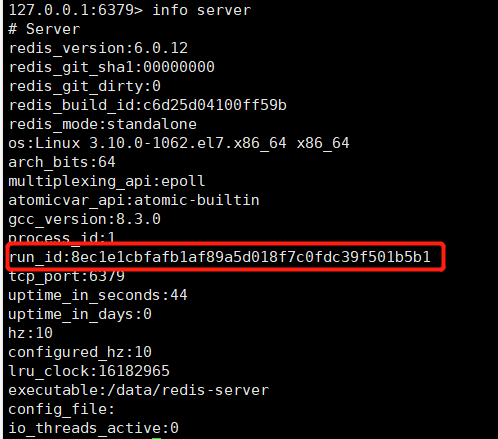 127.0.0.1:6379> info server
# Server
redis_version:6.0.12
redis_git_sha1:00000000
redis_git_dirty:0
redis_build_id:c6d25d04100ff59b
redis_mode:standalone
os:Linux 3.10.0-1062.el7.x86_64 x86_64
arch_bits:64
multiplexing_api:epoll
atomicvar_api:atomic-builtin
gcc_version:8.3.0
process_id:1
run_id:8ec1e1cbfafb1af89a5d018f7c0fdc39f501b5b1
tcp_port:6379
uptime_in_seconds:44
uptime_in_days:0
hz:10
configured_hz:10
lru_clock:16182965
executable:/data/redis-server
config_file:
io_threads_active:0